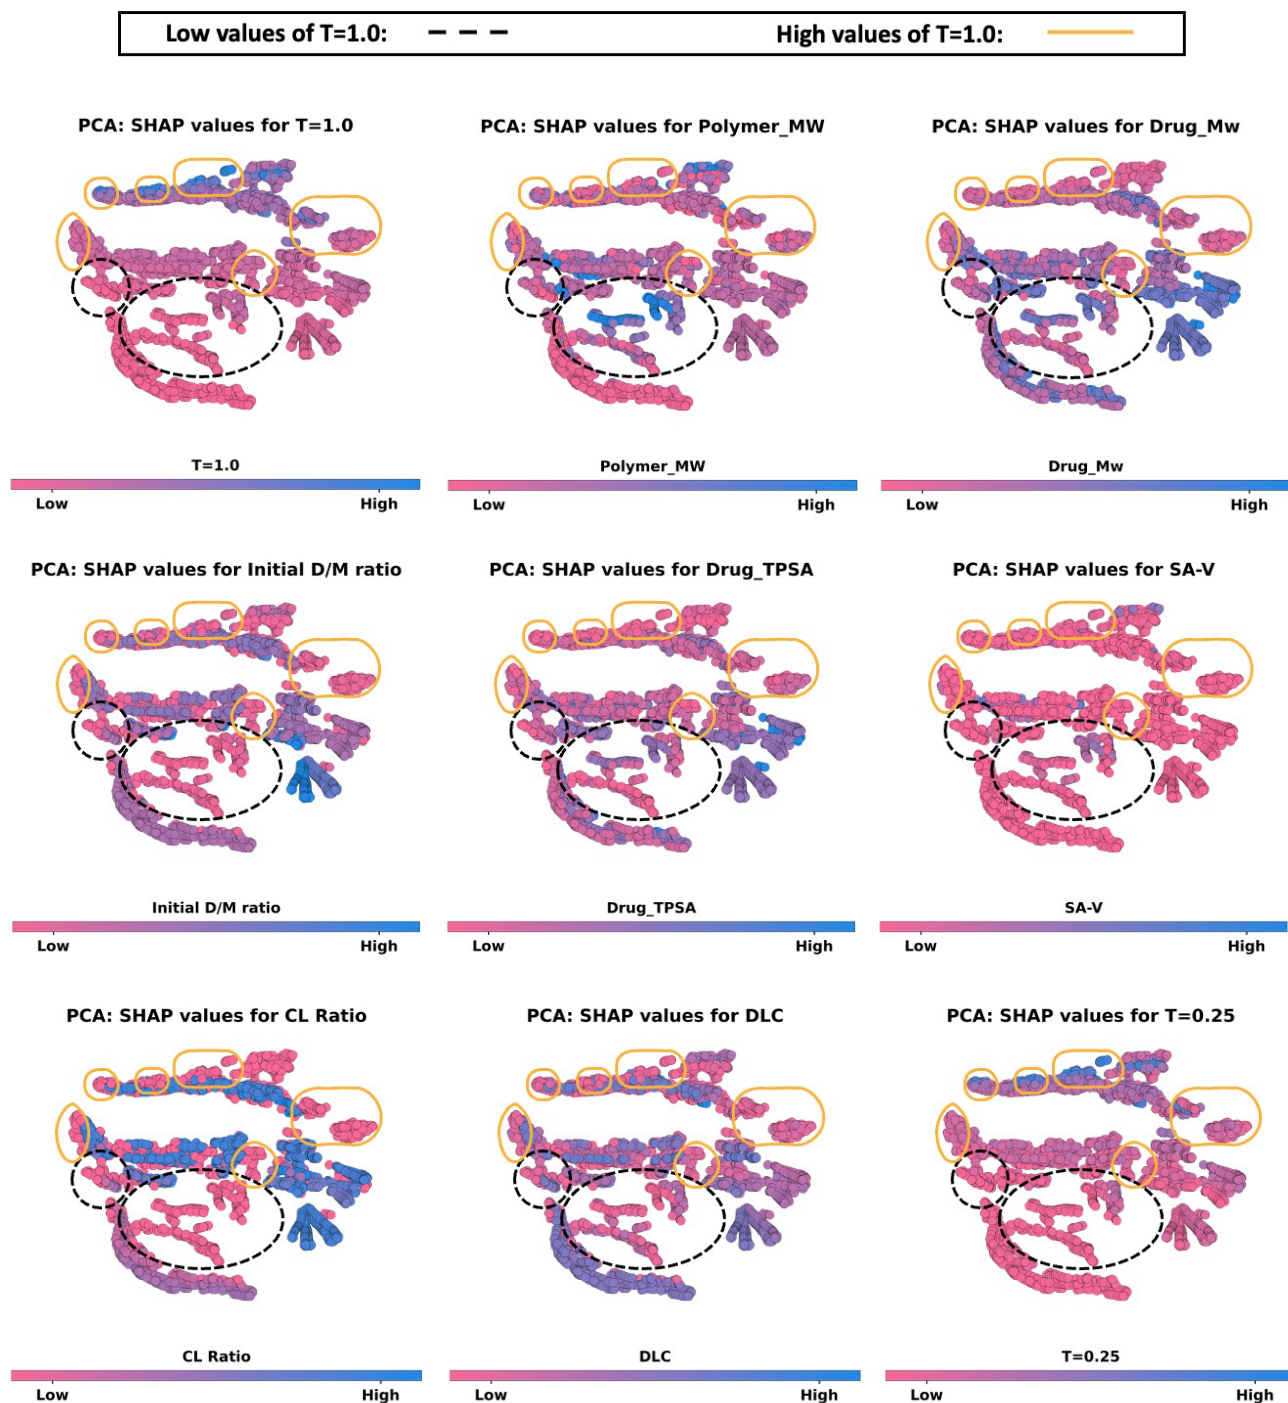 Low values of T=1.0:
High values of T=1.0:
PCA: SHAP values for T=1.0
PCA: SHAP values for Polymer_MW
PCA: SHAP values for Drug_Mw
T=1.0
Polymer_MW
Drug_Mw
Low
High
Low
High
Low
High
PCA: SHAP values for Initial D/M ratio
PCA: SHAP values for Drug_TPSA
PCA: SHAP values for SA-V
Initial D/M ratio
Drug_TPSA
SA-V
Low
High
Low
High
Low
High
PCA: SHAP values for CL Ratio
PCA: SHAP values for DLC
PCA: SHAP values for T=0.25
CL Ratio
DLC
T=0.25
Low
High
Low
High
Low
High